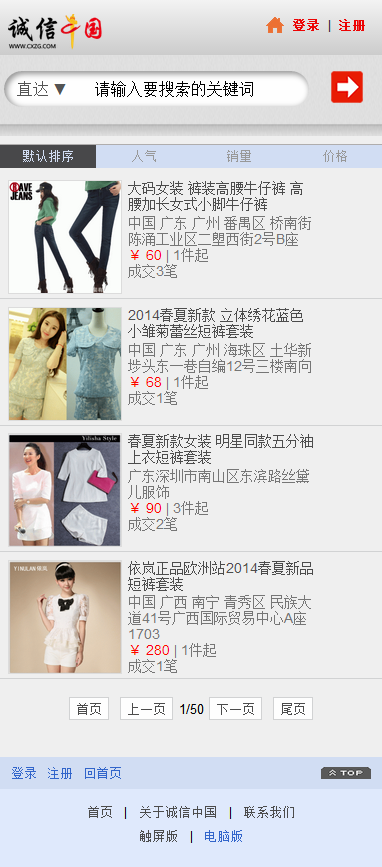 诚信中国
www.cxzg.com
登录 | 注册
直达 ▼ 请输入要搜索的关键词
默认排序 人气 销量 价格
RAVE
JEANS
大码女装 裤装高腰牛仔裤 高
腰加长女式小脚牛仔裤
中国 广东 广州 番禺区 桥南街
陈涌工业区二塱西街2号B座
¥ 60 | 1件起
成交3笔
2014春夏新款 立体绣花蓝色
小雏菊蕾丝短裤套装
中国 广东 广州 海珠区 土华新
埗头东一巷自编12号三楼南向
¥ 68 | 1件起
成交1笔
Yilisha Style
春夏新款女装 明星同款五分袖
上衣短裤套装
广东深圳市南山区东滨路丝黛
儿服饰
¥ 90 | 3件起
成交2笔
YINULAN
依岚正品欧洲站2014春夏新品
短裤套装
中国 广西 南宁 青秀区 民族大
道41号广西国际贸易中心A座
1703
¥ 280 | 1件起
成交1笔
首页 上一页 1/50 下一页 尾页
登录 注册 回首页 TOP
首页 | 关于诚信中国 | 联系我们
触屏版 | 电脑版